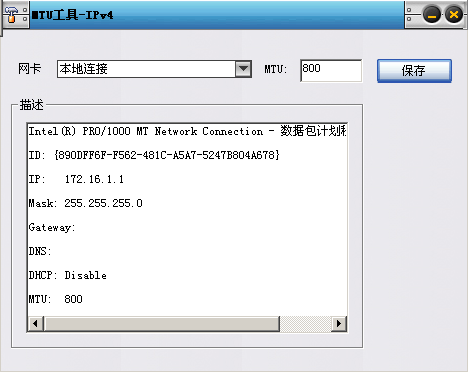 MTU工具-IPv4
网卡 本地连接 MTU: 800 保存
描述
Intel(R) PRO/1000 MT Network Connection - 数据包计划
ID: {890DFF6F-F562-481C-A5A7-5247B804A678}
IP: 172.16.1.1
Mask: 255.255.255.0
Gateway:
DNS:
DHCP: Disable
MTU: 800